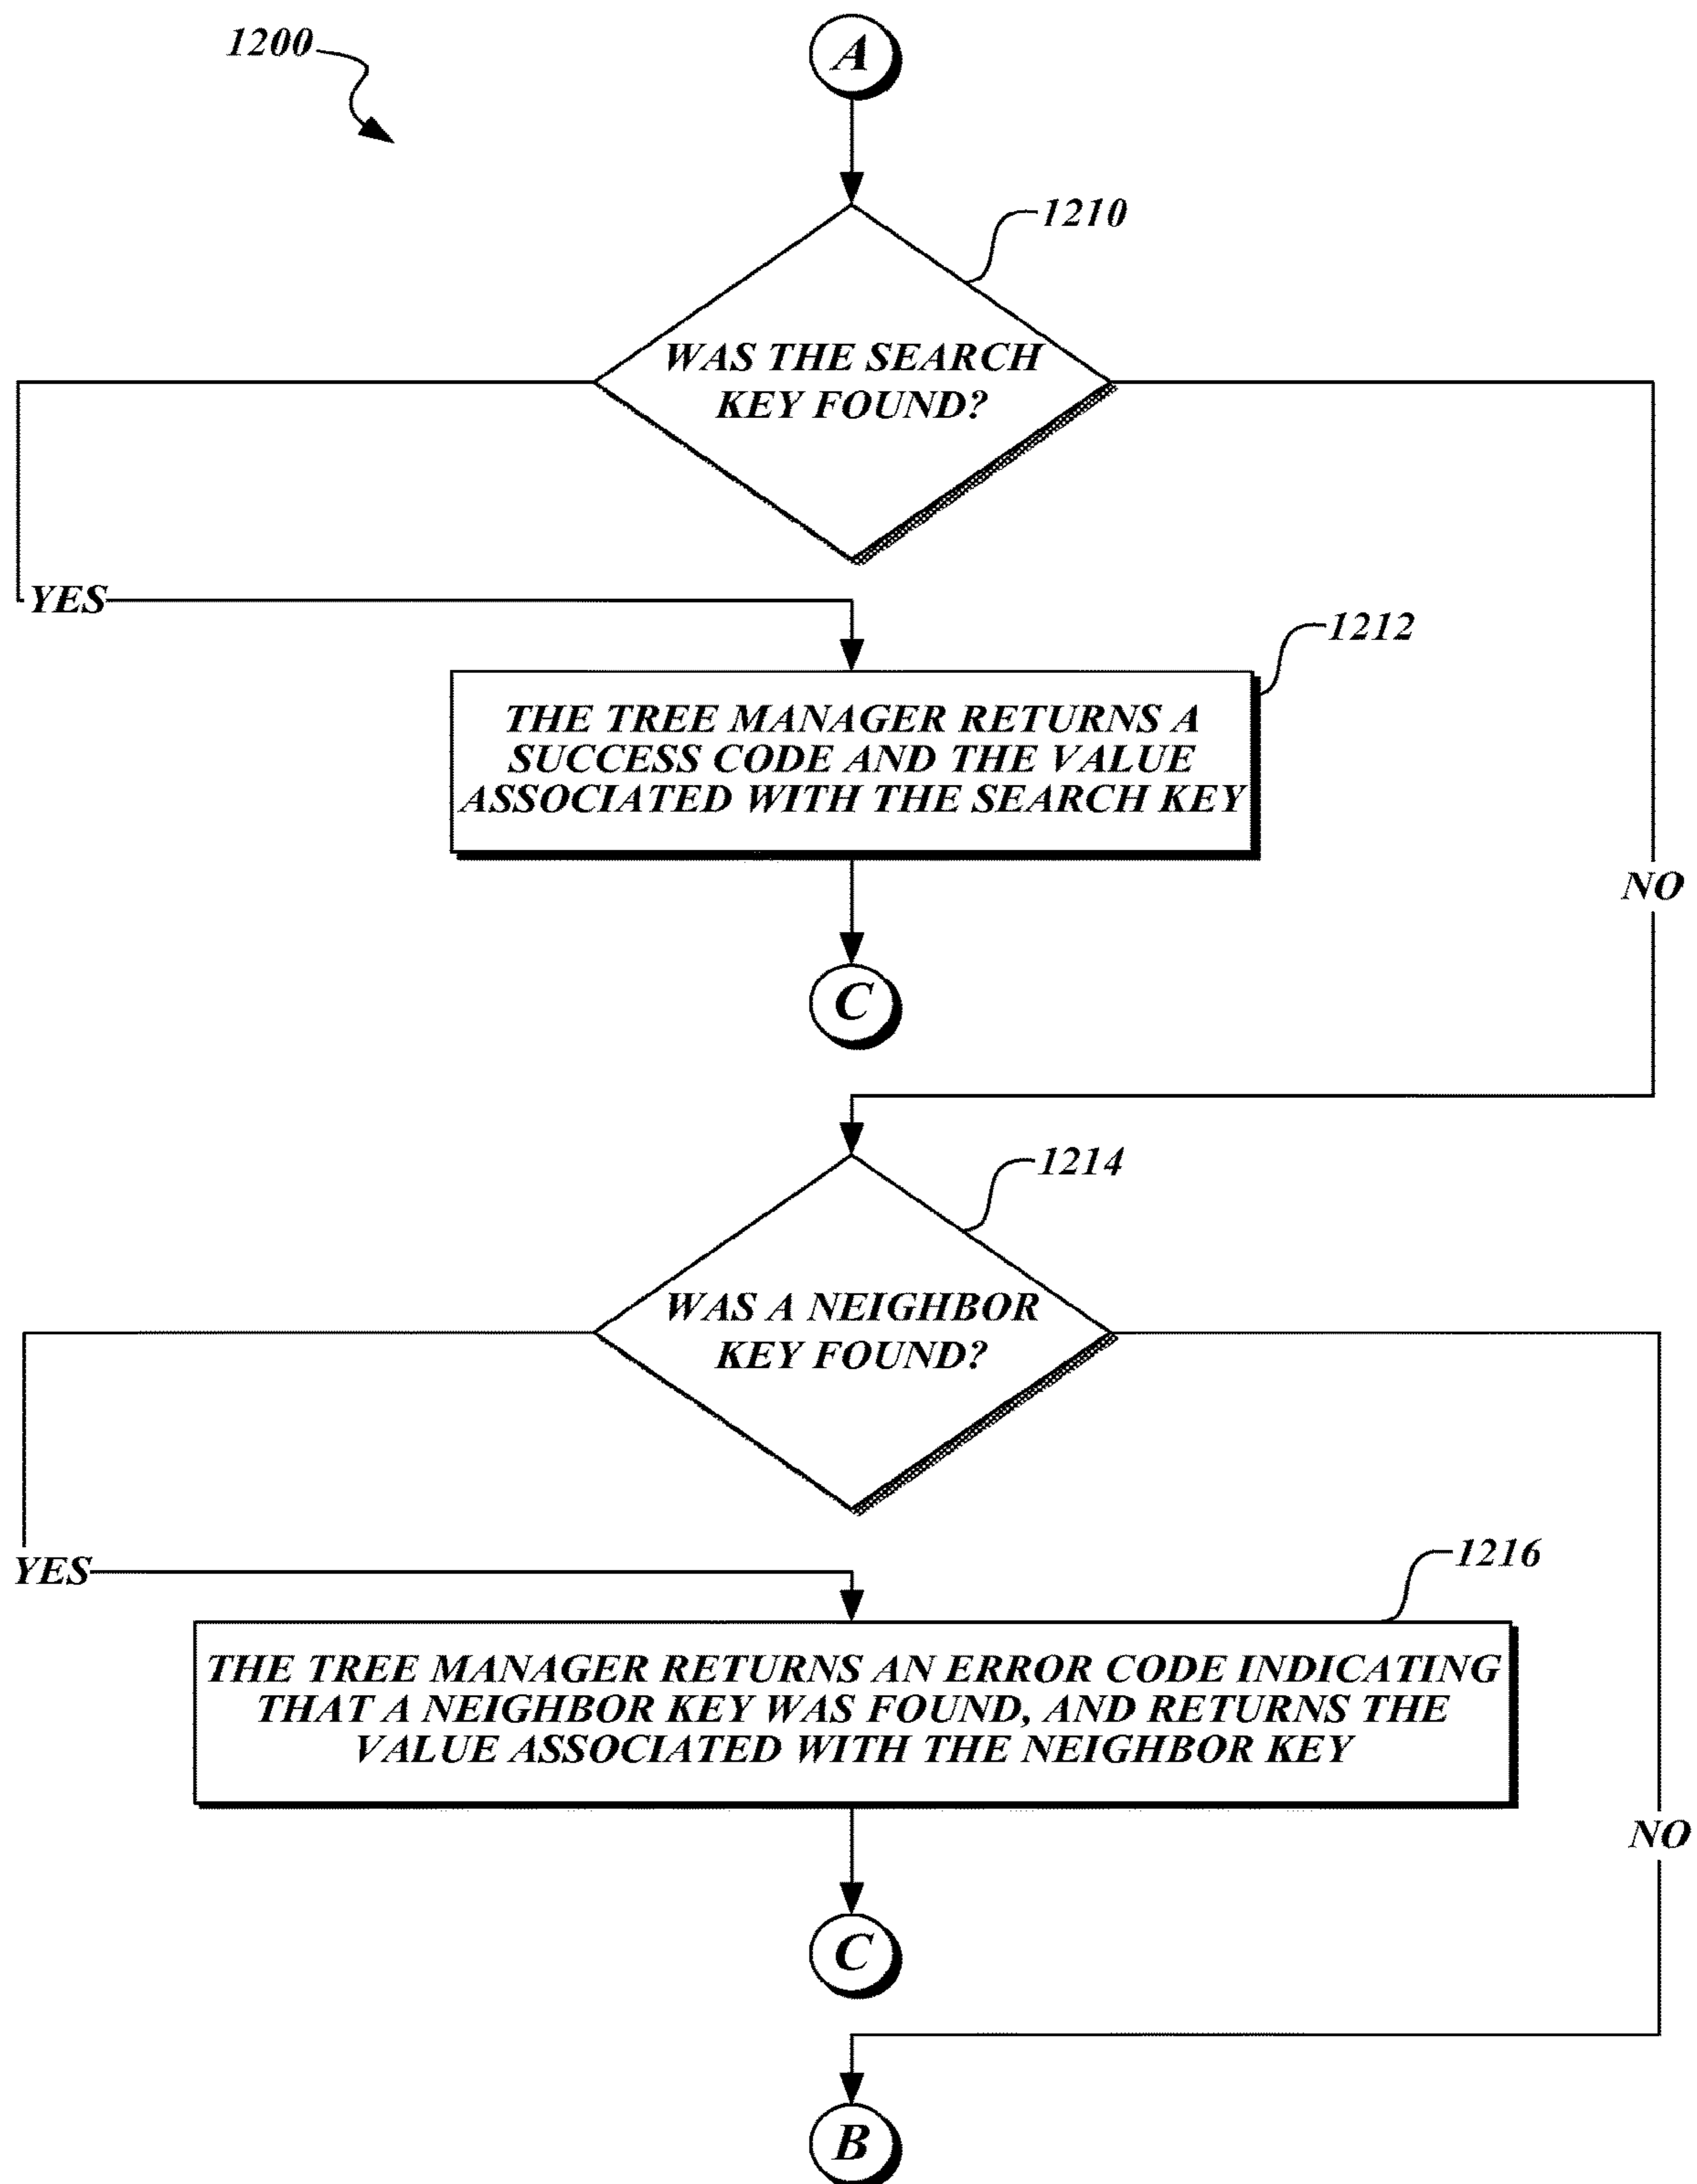 1200
A
1210
WAS THE SEARCH
KEY FOUND?
YES
1212
THE TREE MANAGER RETURNS A
SUCCESS CODE AND THE VALUE
ASSOCIATED WITH THE SEARCH KEY
NO
C
1214
WAS A NEIGHBOR
KEY FOUND?
YES
1216
THE TREE MANAGER RETURNS AN ERROR CODE INDICATING
THAT A NEIGHBOR KEY WAS FOUND, AND RETURNS THE
VALUE ASSOCIATED WITH THE NEIGHBOR KEY
NO
C
B